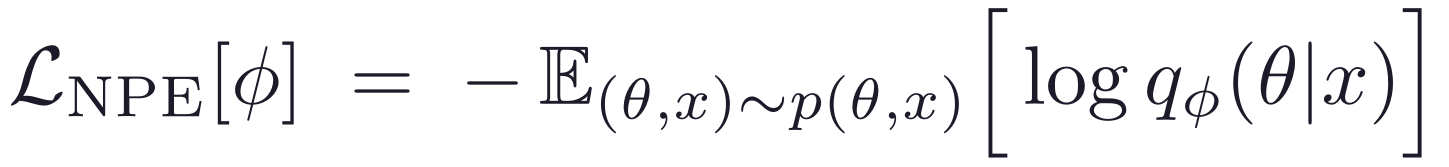 ℒ_NPE[ϕ] = − 𝔼_(θ,x)∼p(θ,x) [ log q_ϕ(θ|x) ]